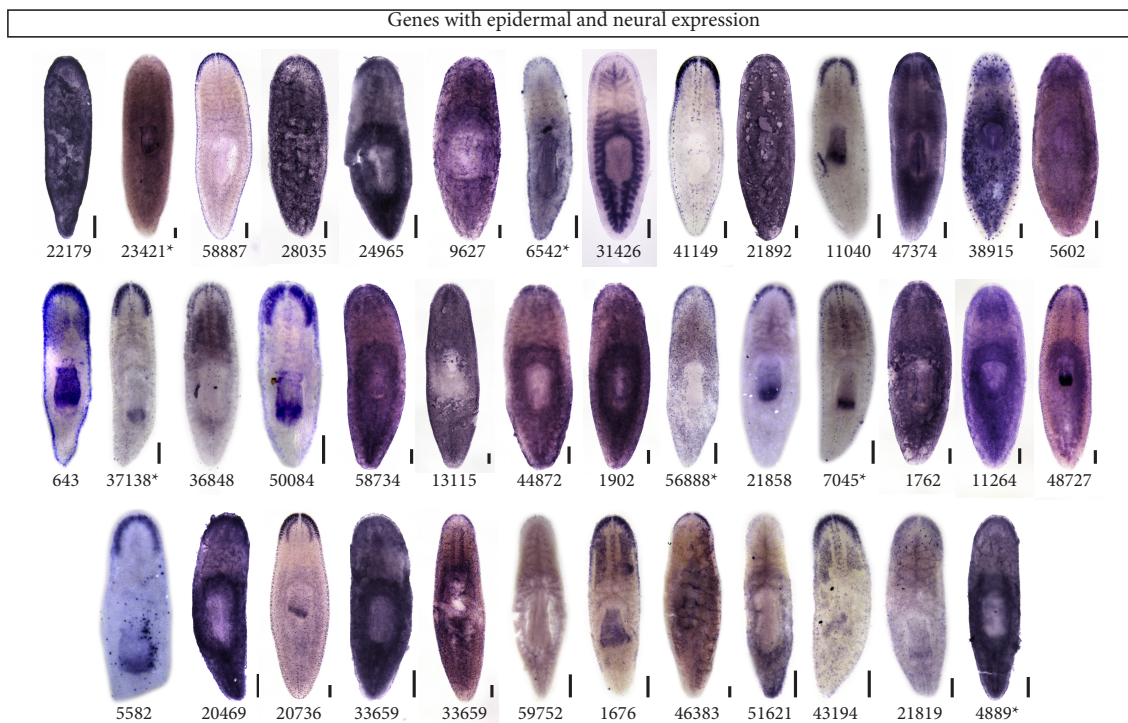 Genes with epidermal and neural expression
22179 23421* 58887 28035 24965 9627 6542* 31426 41149 21892 11040 47374 38915 5602
643 37138* 36848 50084 58734 13115 44872 1902 56888* 21858 7045* 1762 11264 48727
5582 20469 20736 33659 33659 59752 1676 46383 51621 43194 21819 4889*